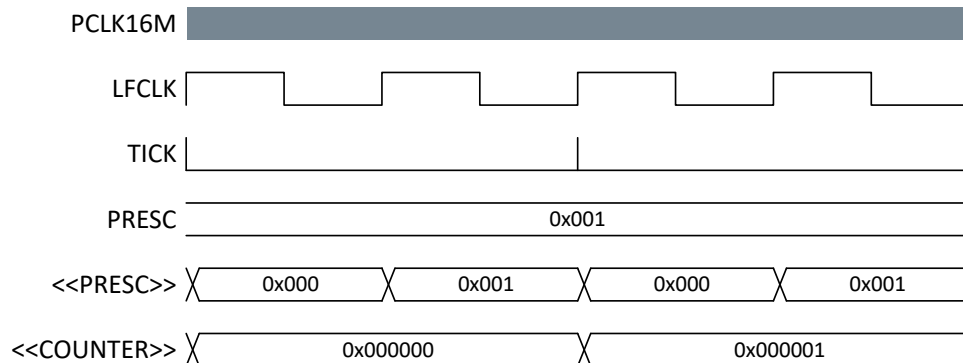 PCLK16M
LFCLK
TICK
PRESC 0x001
<<PRESC>> 0x000 0x001 0x000 0x001
<<COUNTER>> 0x000000 0x000001